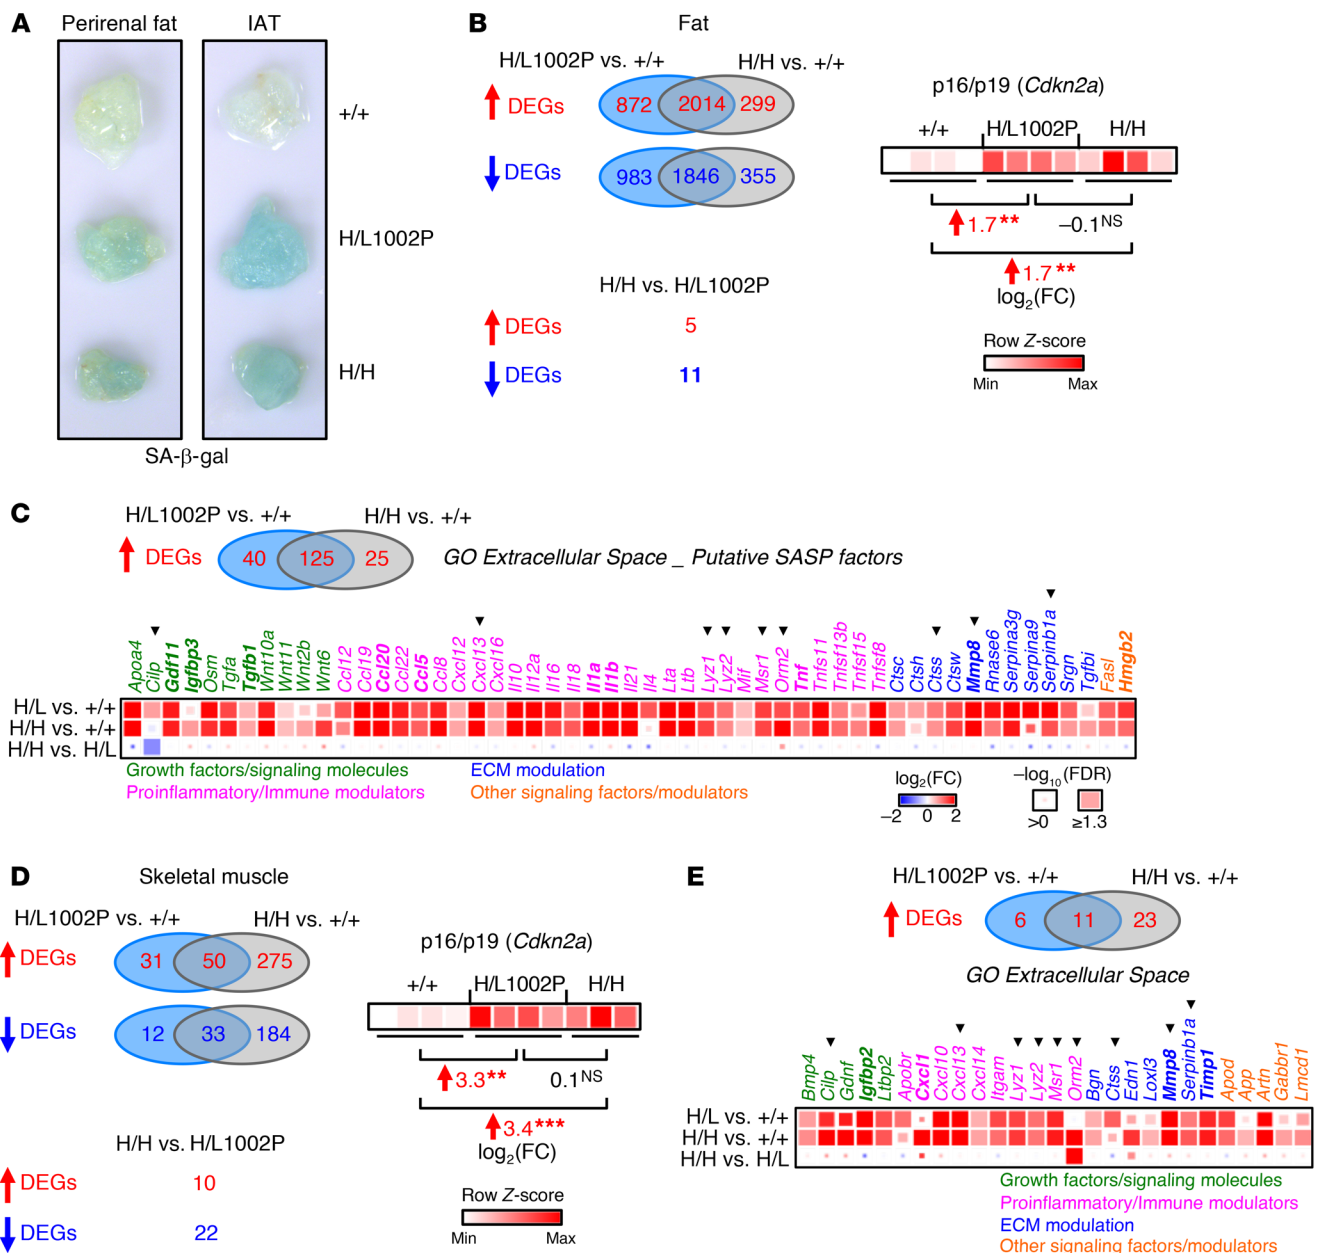 A
Perirenal fat
IAT
+/+
H/L1002P
H/H
SA-β-gal
B
Fat
H/L1002P vs. +/+
H/H vs. +/+
DEGs
872
2014
299
DEGs
983
1846
355
H/H vs. H/L1002P
DEGs
5
DEGs
11
p16/p19 (Cdkn2a)
+/+
H/L1002P
H/H
1.7**
−0.1NS
1.7**
log2(FC)
Row Z-score
Min
Max
C
H/L1002P vs. +/+
H/H vs. +/+
DEGs
40
125
25
GO Extracellular Space _ Putative SASP factors
Apoa4
Cilp
Gdf11
Igfbp3
Osm
Tgfa
Tgfb1
Wnt10a
Wnt11
Wnt2b
Wnt6
Ccl12
Ccl19
Ccl20
Ccl22
Ccl5
Ccl8
Cxcl12
Cxcl13
Cxcl16
Il10
Il12a
Il16
Il18
Il1a
Il1b
Il21
Il4
Lta
Ltb
Lyz1
Lyz2
Mif
Msr1
Orm2
Tnf
Tnfs11
Tnfsf13b
Tnfsf15
Tnfsf8
Ctsc
Ctsh
Ctss
Ctsw
Mmp8
Rnase6
Serpina3g
Serpina9
Serpinb1a
Srgn
Tgfbi
Fasl
Hmgb2
H/L vs. +/+
H/H vs. +/+
H/H vs. H/L
Growth factors/signaling molecules
Proinflammatory/Immune modulators
ECM modulation
Other signaling factors/modulators
log2(FC)
−2 0 2
−log10(FDR)
>0 ≥1.3
D
Skeletal muscle
H/L1002P vs. +/+
H/H vs. +/+
DEGs
31
50
275
DEGs
12
33
184
H/H vs. H/L1002P
DEGs
10
DEGs
22
p16/p19 (Cdkn2a)
+/+
H/L1002P
H/H
3.3**
0.1NS
3.4***
log2(FC)
Row Z-score
Min
Max
E
H/L1002P vs. +/+
H/H vs. +/+
DEGs
6
11
23
GO Extracellular Space
Bmp4
Cilp
Gdnf
Igfbp2
Ltbp2
Apobr
Cxcl1
Cxcl10
Cxcl13
Cxcl14
Itgam
Lyz1
Lyz2
Msr1
Orm2
Bgn
Ctss
Edn1
Loxl3
Mmp8
Serpinb1a
Timp1
Apod
App
Artn
Gabbr1
Lmcd1
H/L vs. +/+
H/H vs. +/+
H/H vs. H/L
Growth factors/signaling molecules
Proinflammatory/Immune modulators
ECM modulation
Other signaling factors/modulators